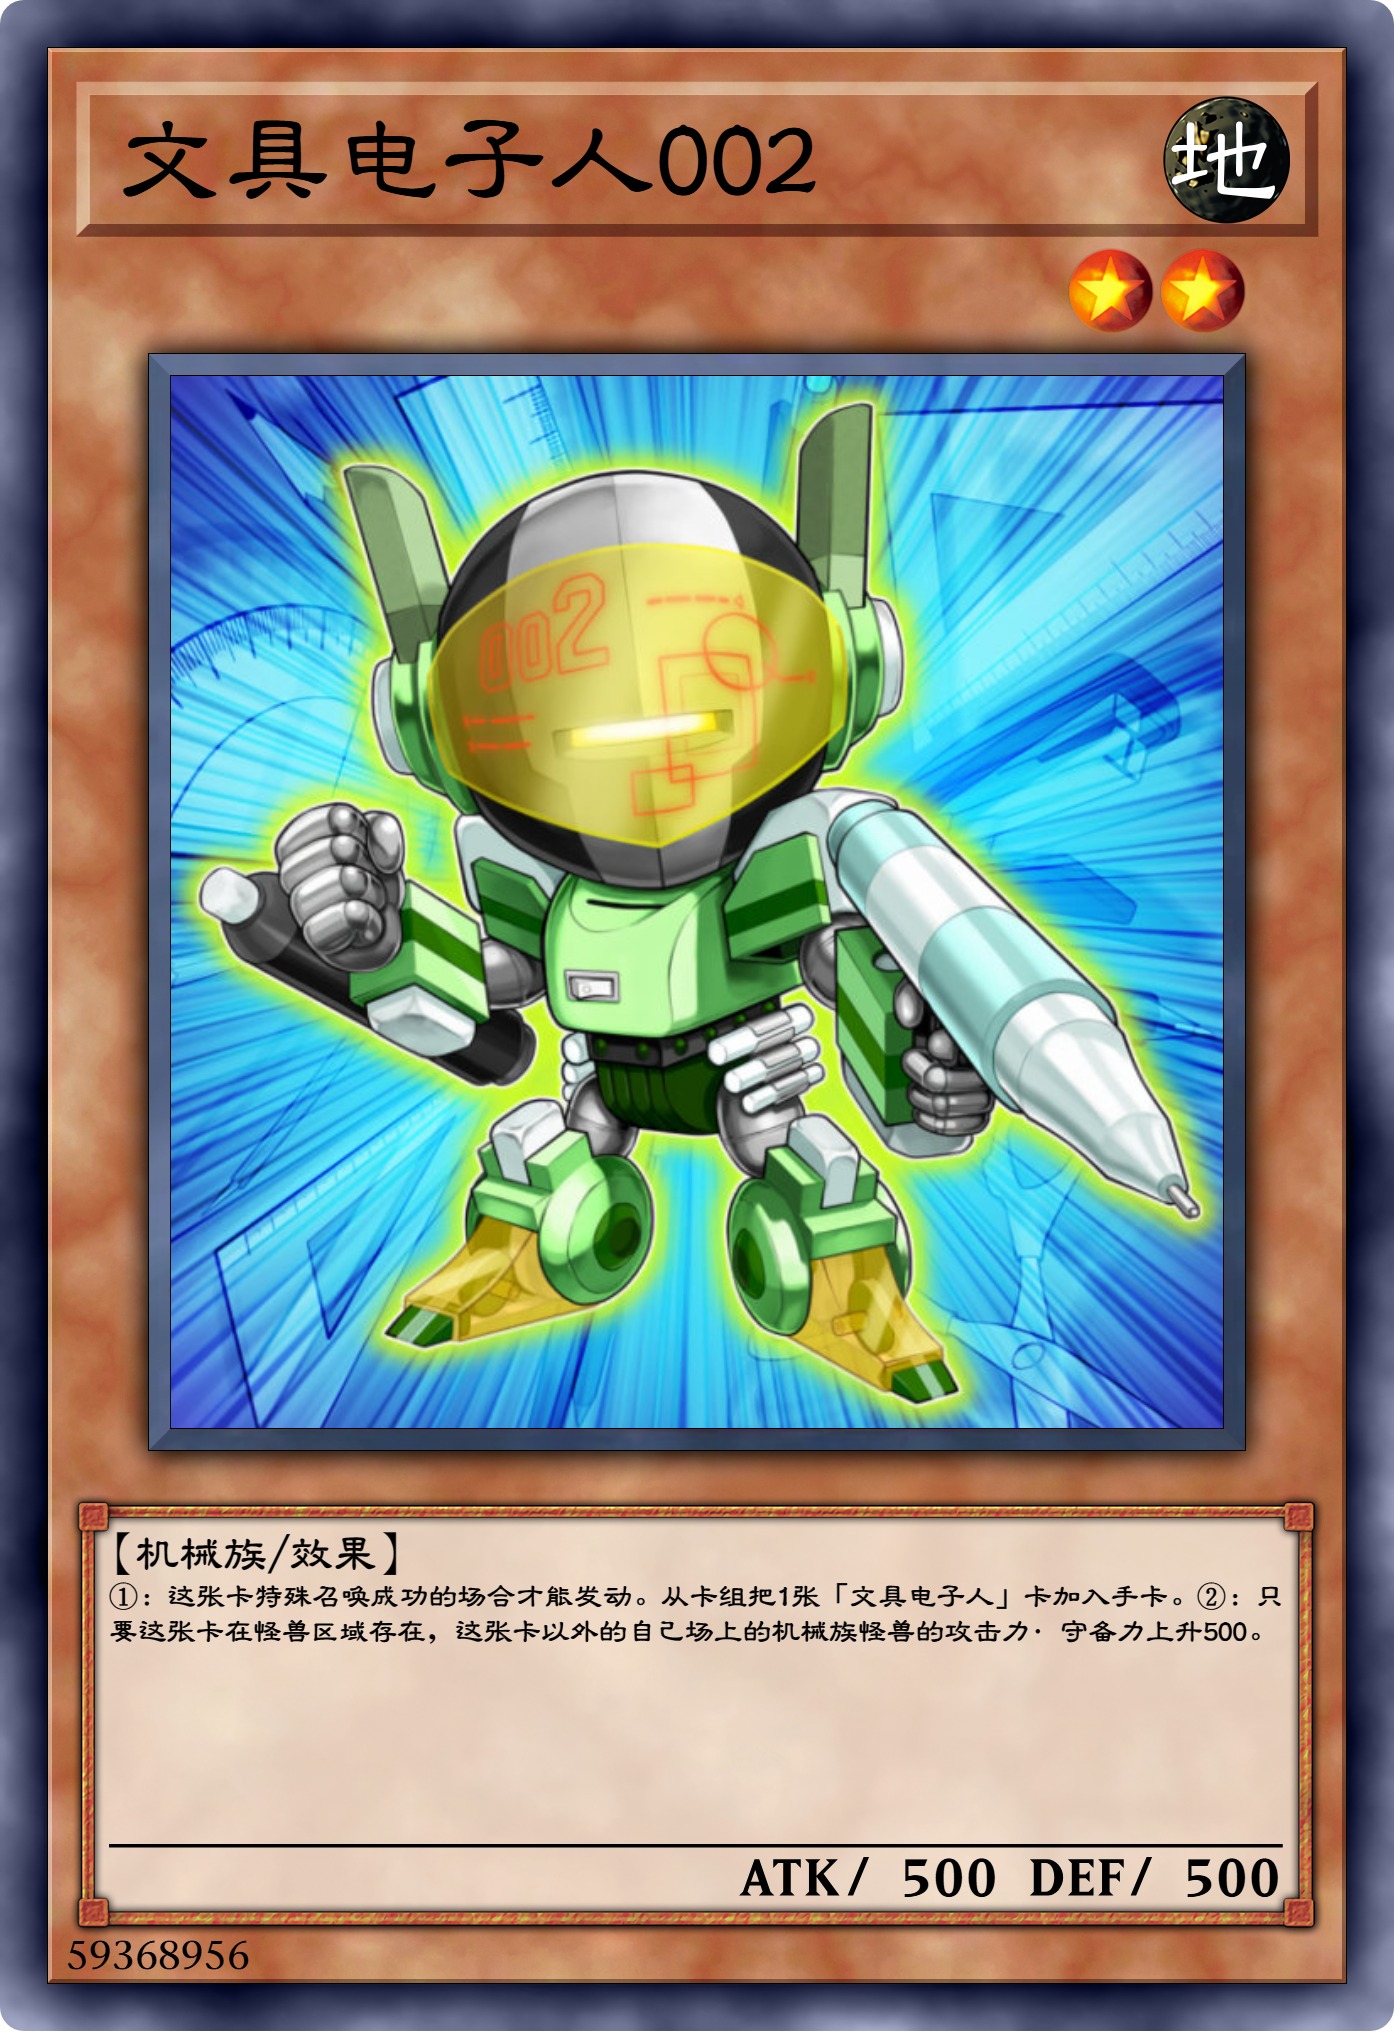 文具电子人002
地
002
【机械族/效果】
①：这张卡特殊召唤成功的场合才能发动。从卡组把1张「文具电子人」卡加入手卡。②：只
要这张卡在怪兽区域存在，这张卡以外的自己场上的机械族怪兽的攻击力·守备力上升500。
ATK/ 500 DEF/ 500
59368956